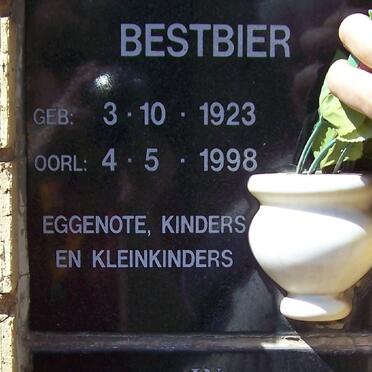 BESTBIER
GEB: 3 · 10 · 1923
OORL: 4 · 5 · 1998
EGGENOTE, KINDERS
EN KLEINKINDERS